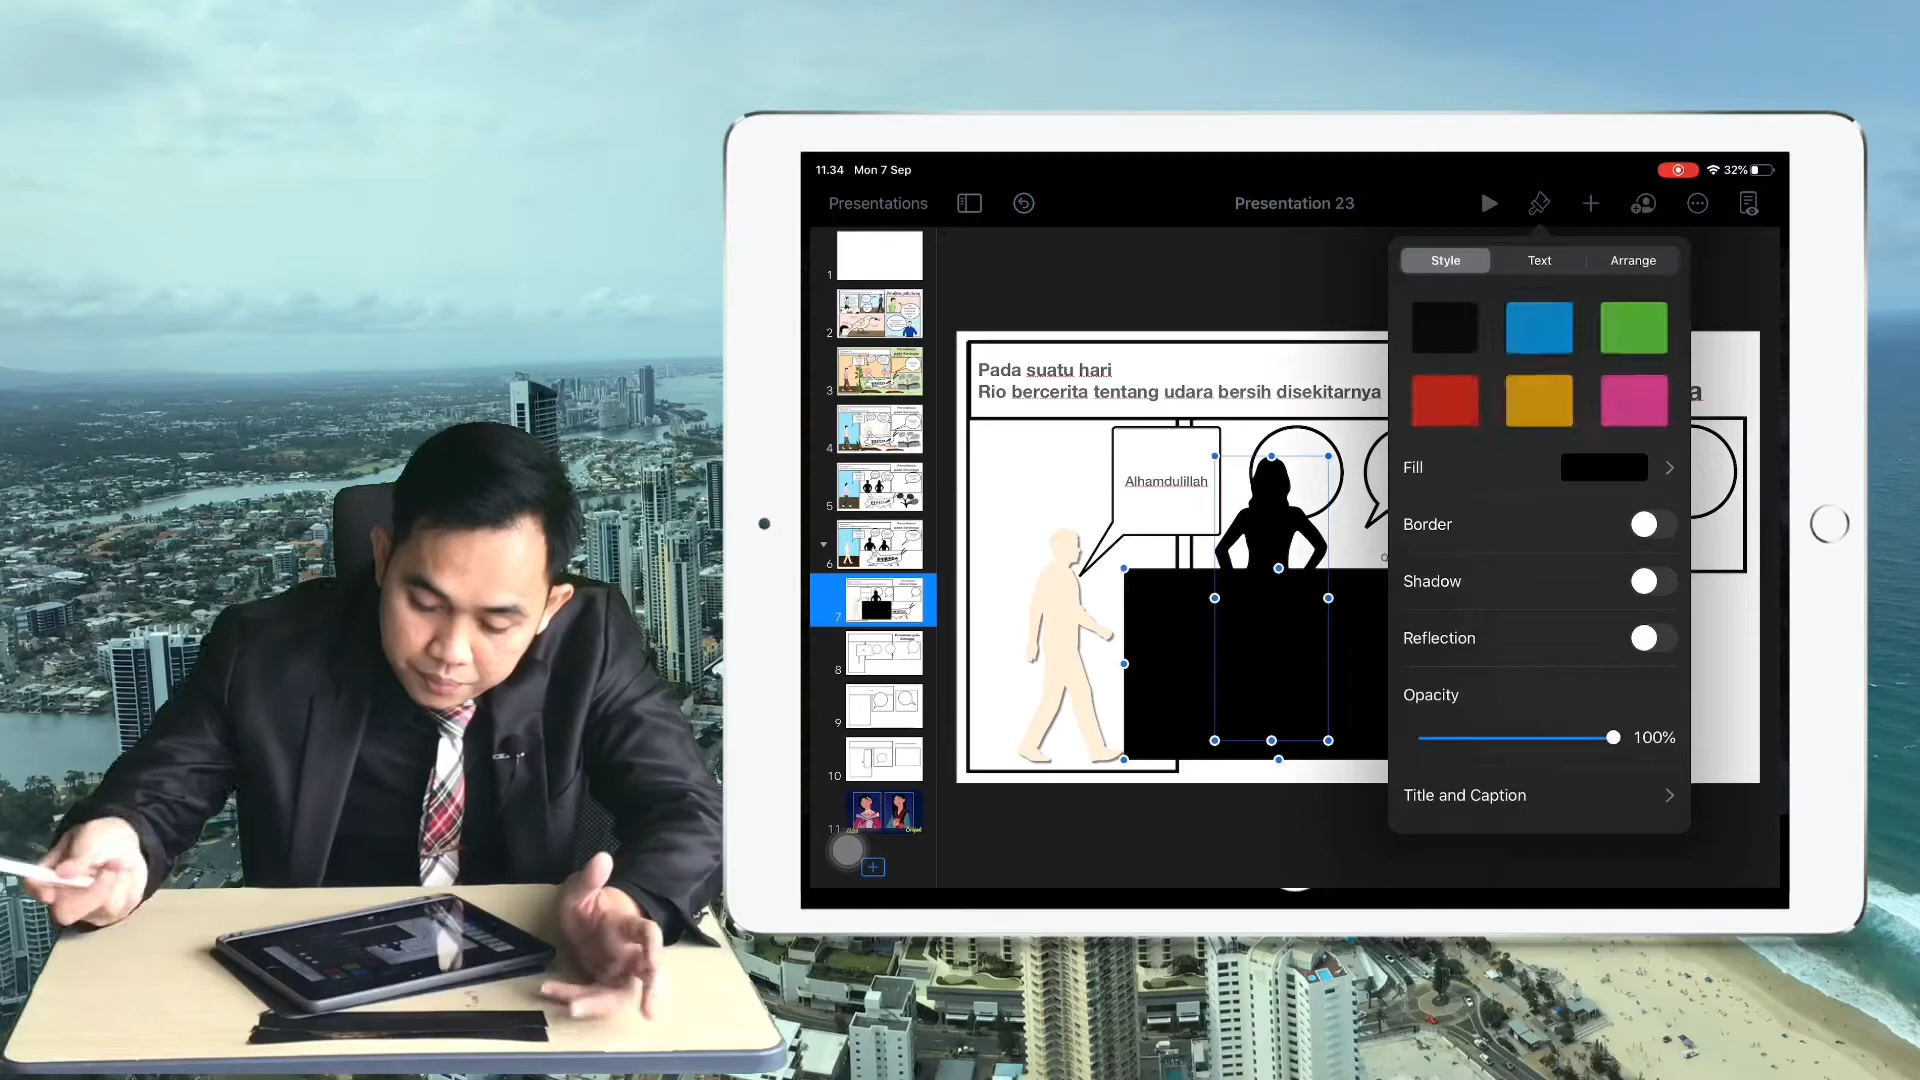 11.34 Mon 7 Sep
32%
Presentations
Presentation 23
Style
Text
Arrange
Pada suatu hari
Rio bercerita tentang udara bersih disekitarnya
Alhamdulillah
Fill
Border
Shadow
Reflection
Opacity
100%
Title and Caption
1
2
3
4
5
6
7
8
9
10
11